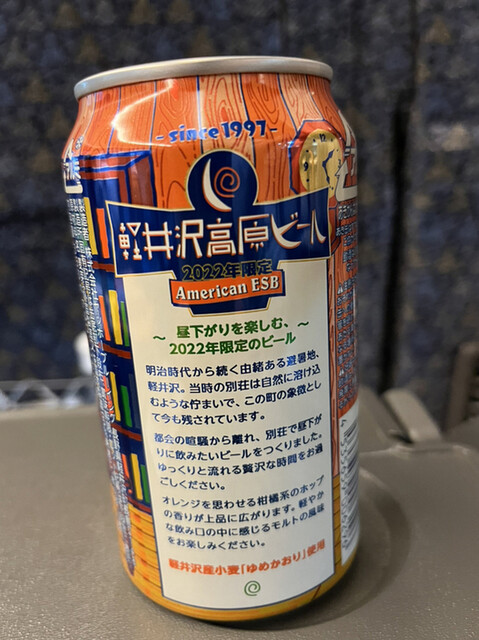 - since 1997 -
軽井沢高原ビール
2022年限定
American ESB
～ 昼下がりを楽しむ、 ～
2022年限定のビール
明治時代から続く由緒ある避暑地、
軽井沢。当時の別荘は自然に溶け込
むような佇まいで、この町の象徴とし
て今も残されています。
都会の喧騒から離れ、別荘で昼下が
りに飲みたいビールをつくりました。
ゆっくりと流れる贅沢な時間をお過
ごしください。
オレンジを思わせる柑橘系のホップ
の香りが上品に広がります。軽やか
な飲み口の中に感じるモルトの風味
をお楽しみください。
軽井沢産小麦「ゆめかおり」使用